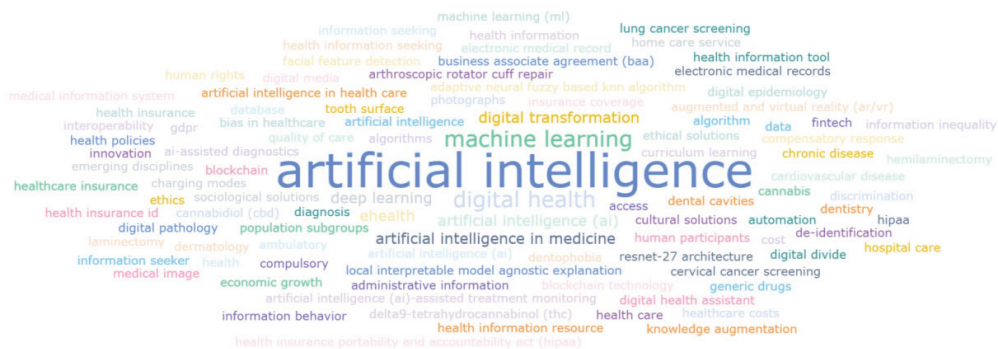 machine learning (ml)
information seeking health information lung cancer screening
health information seeking electronic medical record home care service
facial feature detection business associate agreement (baa) health information tool
human rights digital media arthroscopic rotator cuff repair electronic medical records
medical information system artificial intelligence in health care adaptive neural fuzzy based knn algorithm digital epidemiology
health insurance database tooth surface photographs insurance coverage augmented and virtual reality (ar/vr)
interoperability gdpr bias in healthcare artificial intelligence digital transformation algorithm data fintech information inequality
health policies quality of care algorithms machine learning ethical solutions compensatory response
innovation ai-assisted diagnostics curriculum learning chronic disease hemilaminectomy
emerging disciplines blockchain artificial intelligence cardiovascular disease
healthcare insurance charging modes cannabis discrimination
ethics sociological solutions deep learning digital health access dental cavities dentistry
health insurance id cannabidiol (cbd) diagnosis ehealth artificial intelligence (ai) cultural solutions automation hipaa
digital pathology population subgroups de-identification
laminectomy dermatology ambulatory artificial intelligence in medicine human participants cost hospital care
information seeker health compulsory artificial intelligence (ai) dentophobia resnet-27 architecture digital divide
medical image local interpretable model agnostic explanation cervical cancer screening
economic growth administrative information blockchain technology generic drugs
artificial intelligence (ai)-assisted treatment monitoring digital health assistant
information behavior delta9-tetrahydrocannabinol (thc) health care healthcare costs
health information resource knowledge augmentation
health insurance portability and accountability act (hipaa)